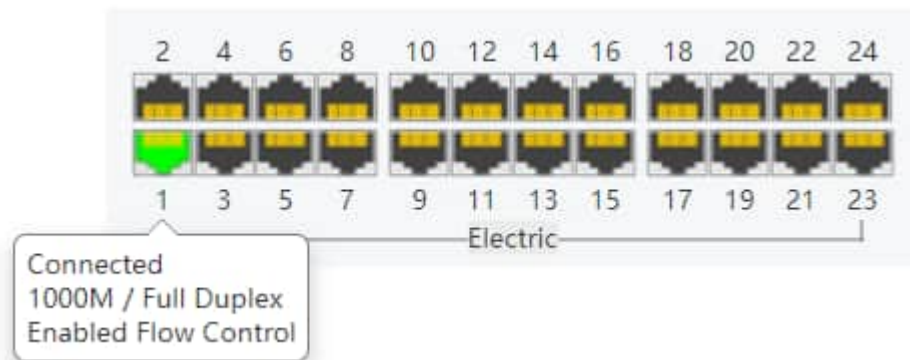 2 4 6 8 10 12 14 16 18 20 22 24
1 3 5 7 9 11 13 15 17 19 21 23
Electric
Connected
1000M / Full Duplex
Enabled Flow Control